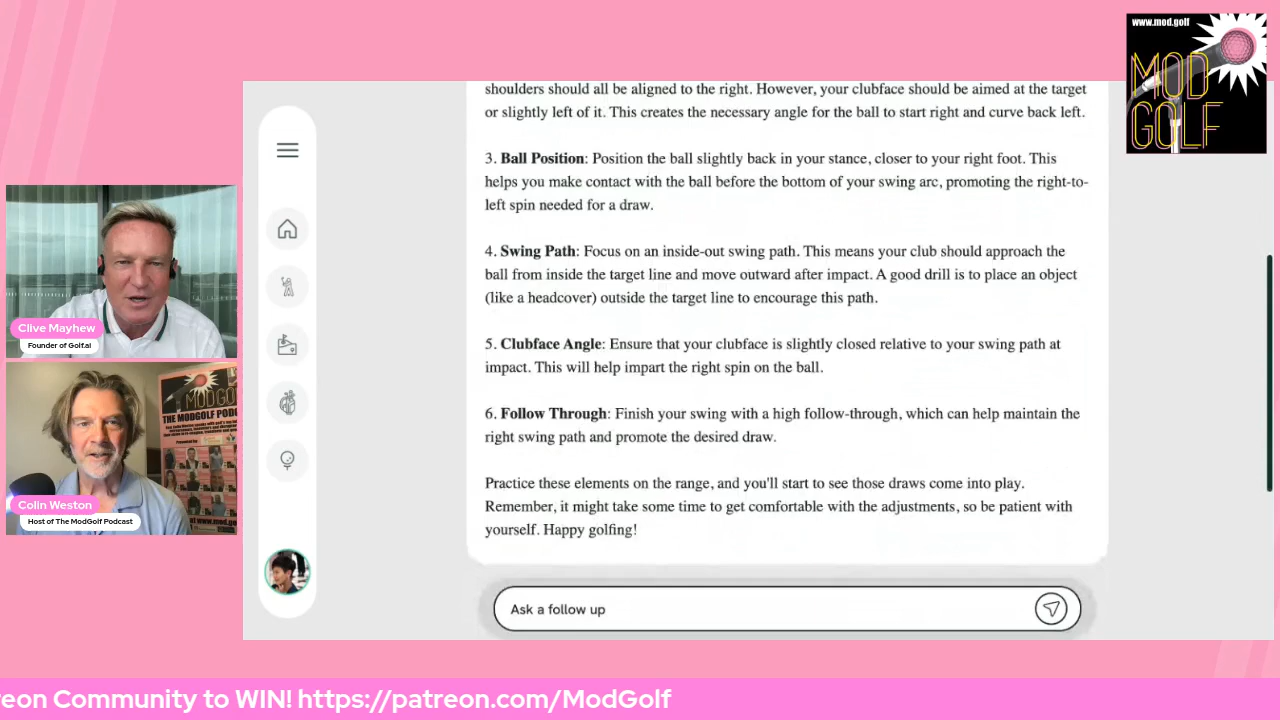 www.mod.golf
MOD
GOLF
shoulders should all be aligned to the right. However, your clubface should be aimed at the target
or slightly left of it. This creates the necessary angle for the ball to start right and curve back left.
3. Ball Position: Position the ball slightly back in your stance, closer to your right foot. This
helps you make contact with the ball before the bottom of your swing arc, promoting the right-to-
left spin needed for a draw.
4. Swing Path: Focus on an inside-out swing path. This means your club should approach the
ball from inside the target line and move outward after impact. A good drill is to place an object
(like a headcover) outside the target line to encourage this path.
5. Clubface Angle: Ensure that your clubface is slightly closed relative to your swing path at
impact. This will help impart the right spin on the ball.
6. Follow Through: Finish your swing with a high follow-through, which can help maintain the
right swing path and promote the desired draw.
Practice these elements on the range, and you'll start to see those draws come into play.
Remember, it might take some time to get comfortable with the adjustments, so be patient with
yourself. Happy golfing!
Ask a follow up
Clive Mayhew
Founder of Golf.ai
MODGOLF
THE MODGOLF POD
Colin Weston
Host of The ModGolf Podcast
reon Community to WIN! https://patreon.com/ModGolf